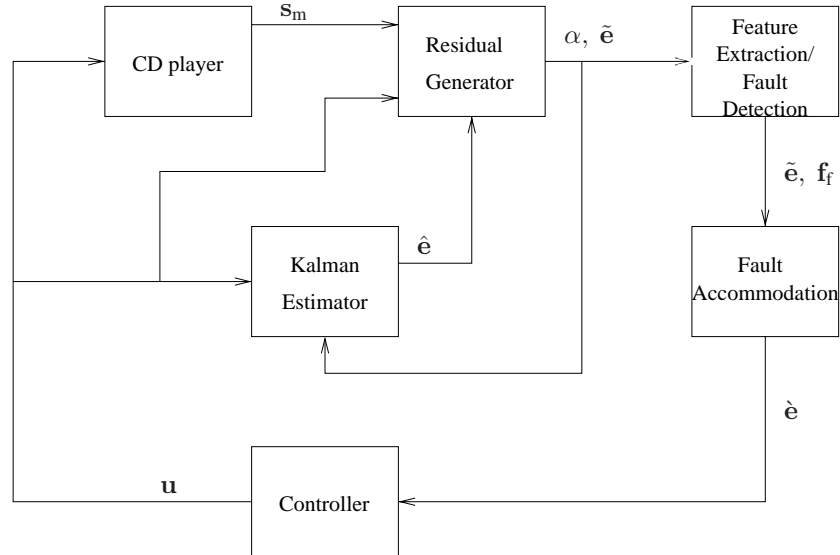 s_m
CD player
Residual
Generator
α, ẽ
Feature
Extraction/
Fault
Detection
ẽ, f_f
Kalman
Estimator
ê
Fault
Accommodation
è
u
Controller